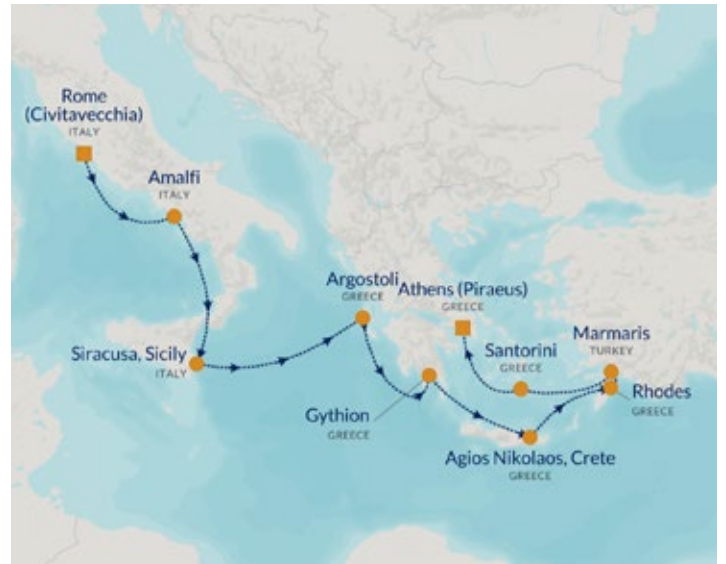 Rome
(Civitavecchia)
ITALY
Amalfi
ITALY
Siracusa, Sicily
ITALY
Argostoli
GREECE
Athens (Piraeus)
GREECE
Gythion
GREECE
Santorini
GREECE
Marmaris
TURKEY
Rhodes
GREECE
Agios Nikolaos, Crete
GREECE